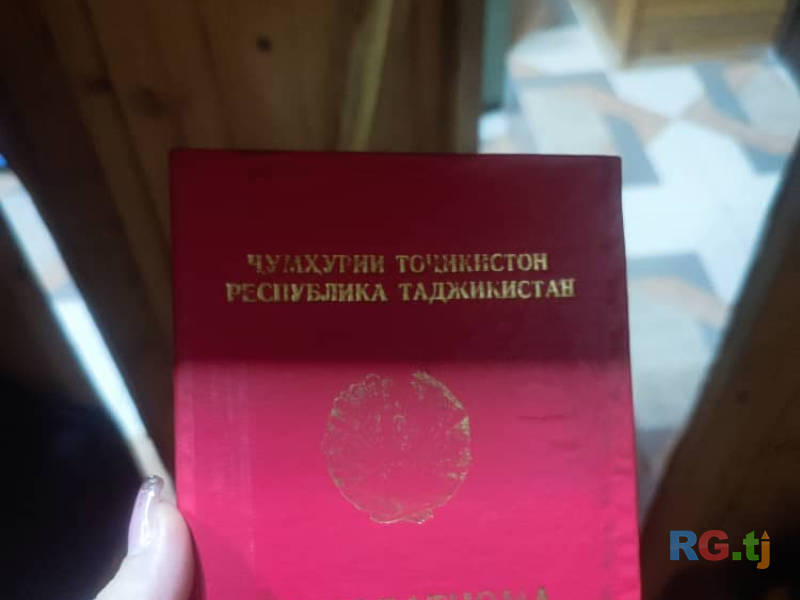 ҶУМҲУРИИ ТОҶИКИСТОН
РЕСПУБЛИКА ТАДЖИКИСТАН
RG.tj